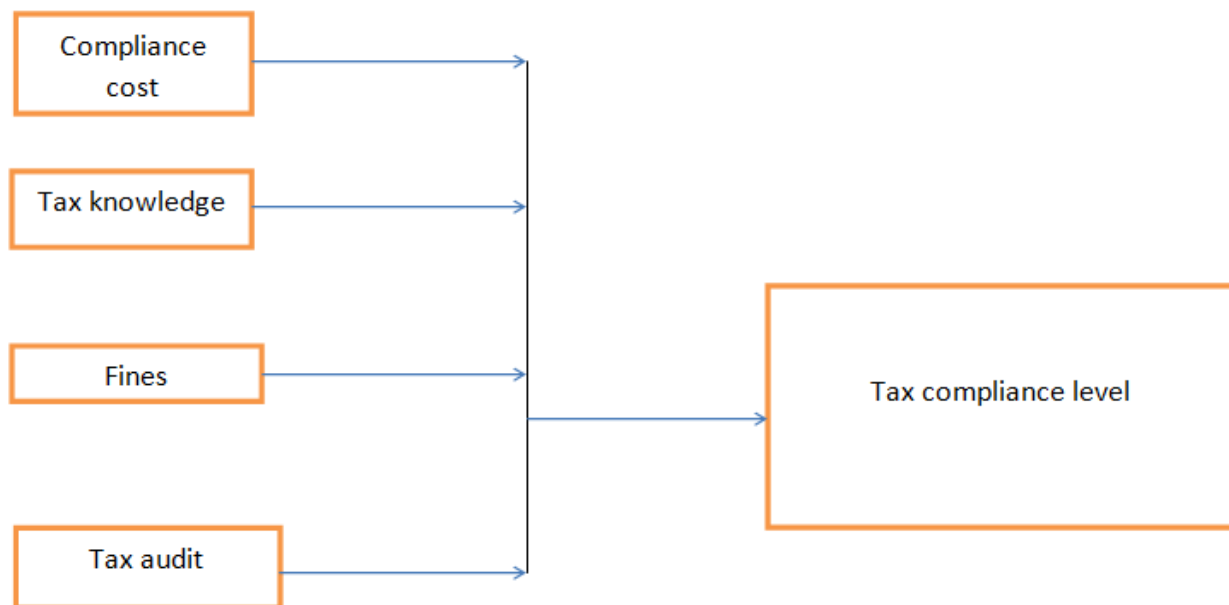 Compliance
cost
Tax knowledge
Fines
Tax compliance level
Tax audit